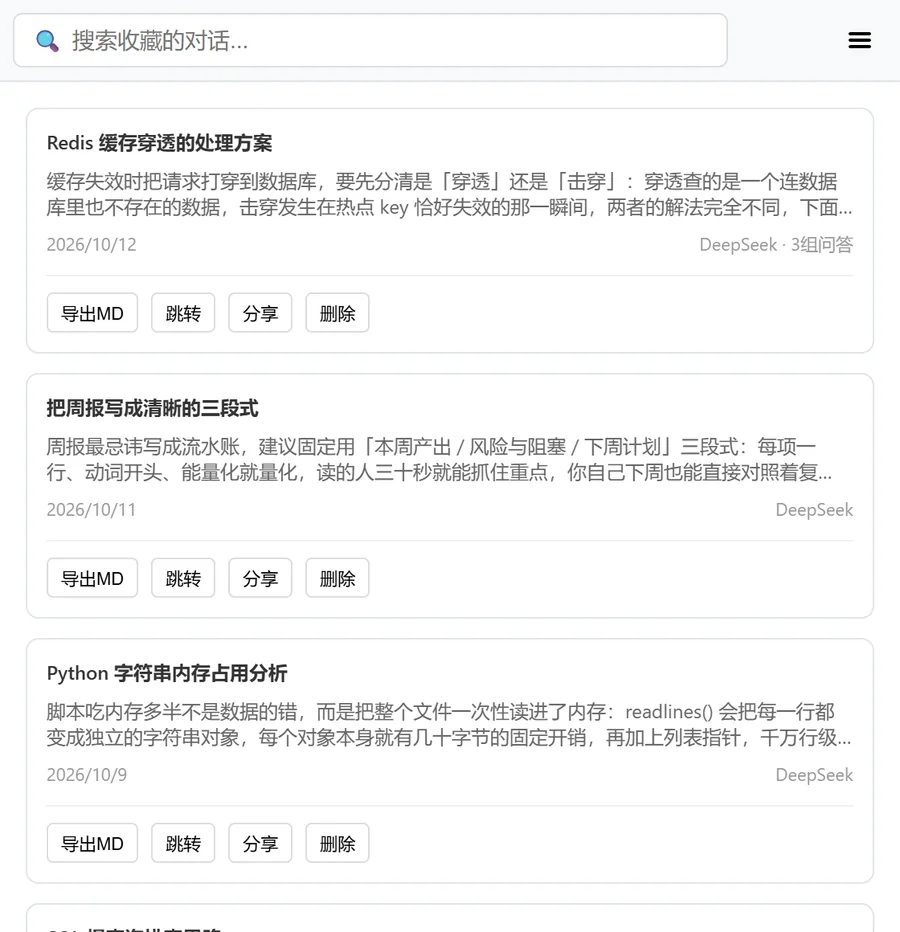 搜索收藏的对话...
Redis 缓存穿透的处理方案
缓存失效时把请求打穿到数据库，要先分清是「穿透」还是「击穿」：穿透查的是一个连数据
库里也不存在的数据，击穿发生在热点 key 恰好失效的那一瞬间，两者的解法完全不同，下面...
2026/10/12
DeepSeek · 3组问答
导出MD 跳转 分享 删除
把周报写成清晰的三段式
周报最忌讳写成流水账，建议固定用「本周产出 / 风险与阻塞 / 下周计划」三段式：每项一
行、动词开头、能量化就量化，读的人三十秒就能抓住重点，你自己下周也能直接对照着复...
2026/10/11
DeepSeek
导出MD 跳转 分享 删除
Python 字符串内存占用分析
脚本吃内存多半不是数据的错，而是把整个文件一次性读进了内存：readlines() 会把每一行都
变成独立的字符串对象，每个对象本身就有几十字节的固定开销，再加上列表指针，千万行级...
2026/10/9
DeepSeek
导出MD 跳转 分享 删除